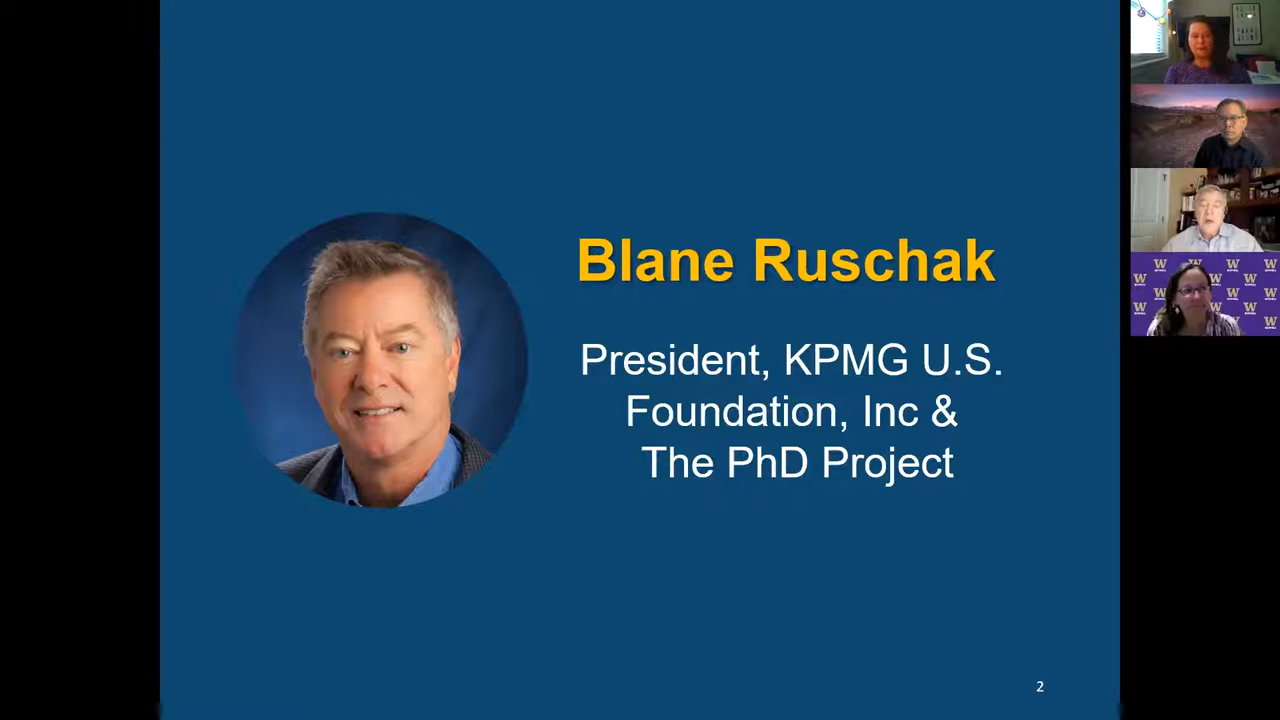 Blane Ruschak
President, KPMG U.S.
Foundation, Inc &
The PhD Project
2
W W W
W W
W W W
W W